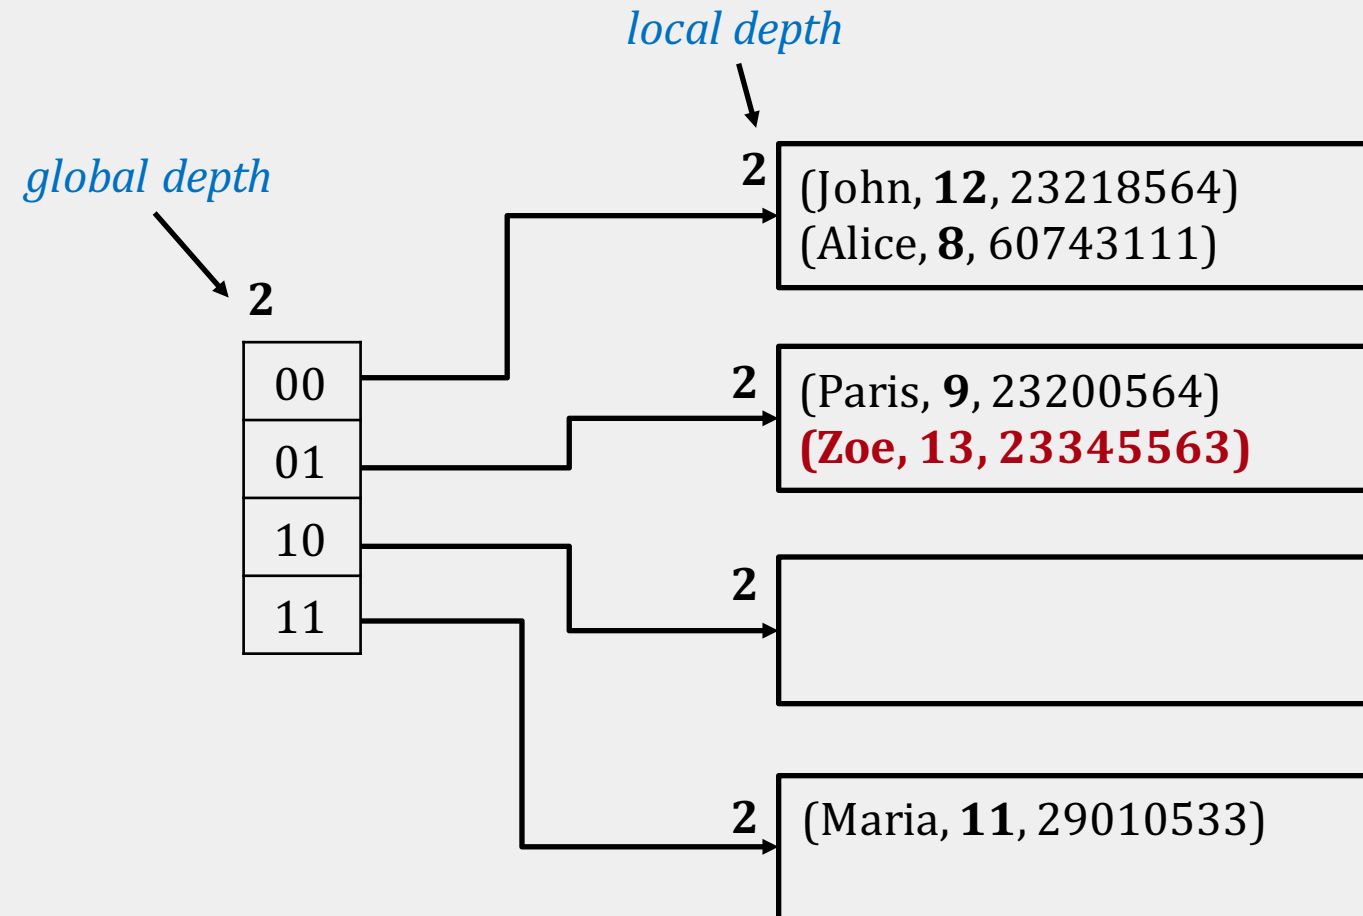 local depth
global depth
2
(John, 12, 23218564)
(Alice, 8, 60743111)
2
00
01
10
11
2
(Paris, 9, 23200564)
(Zoe, 13, 23345563)
2
2
(Maria, 11, 29010533)